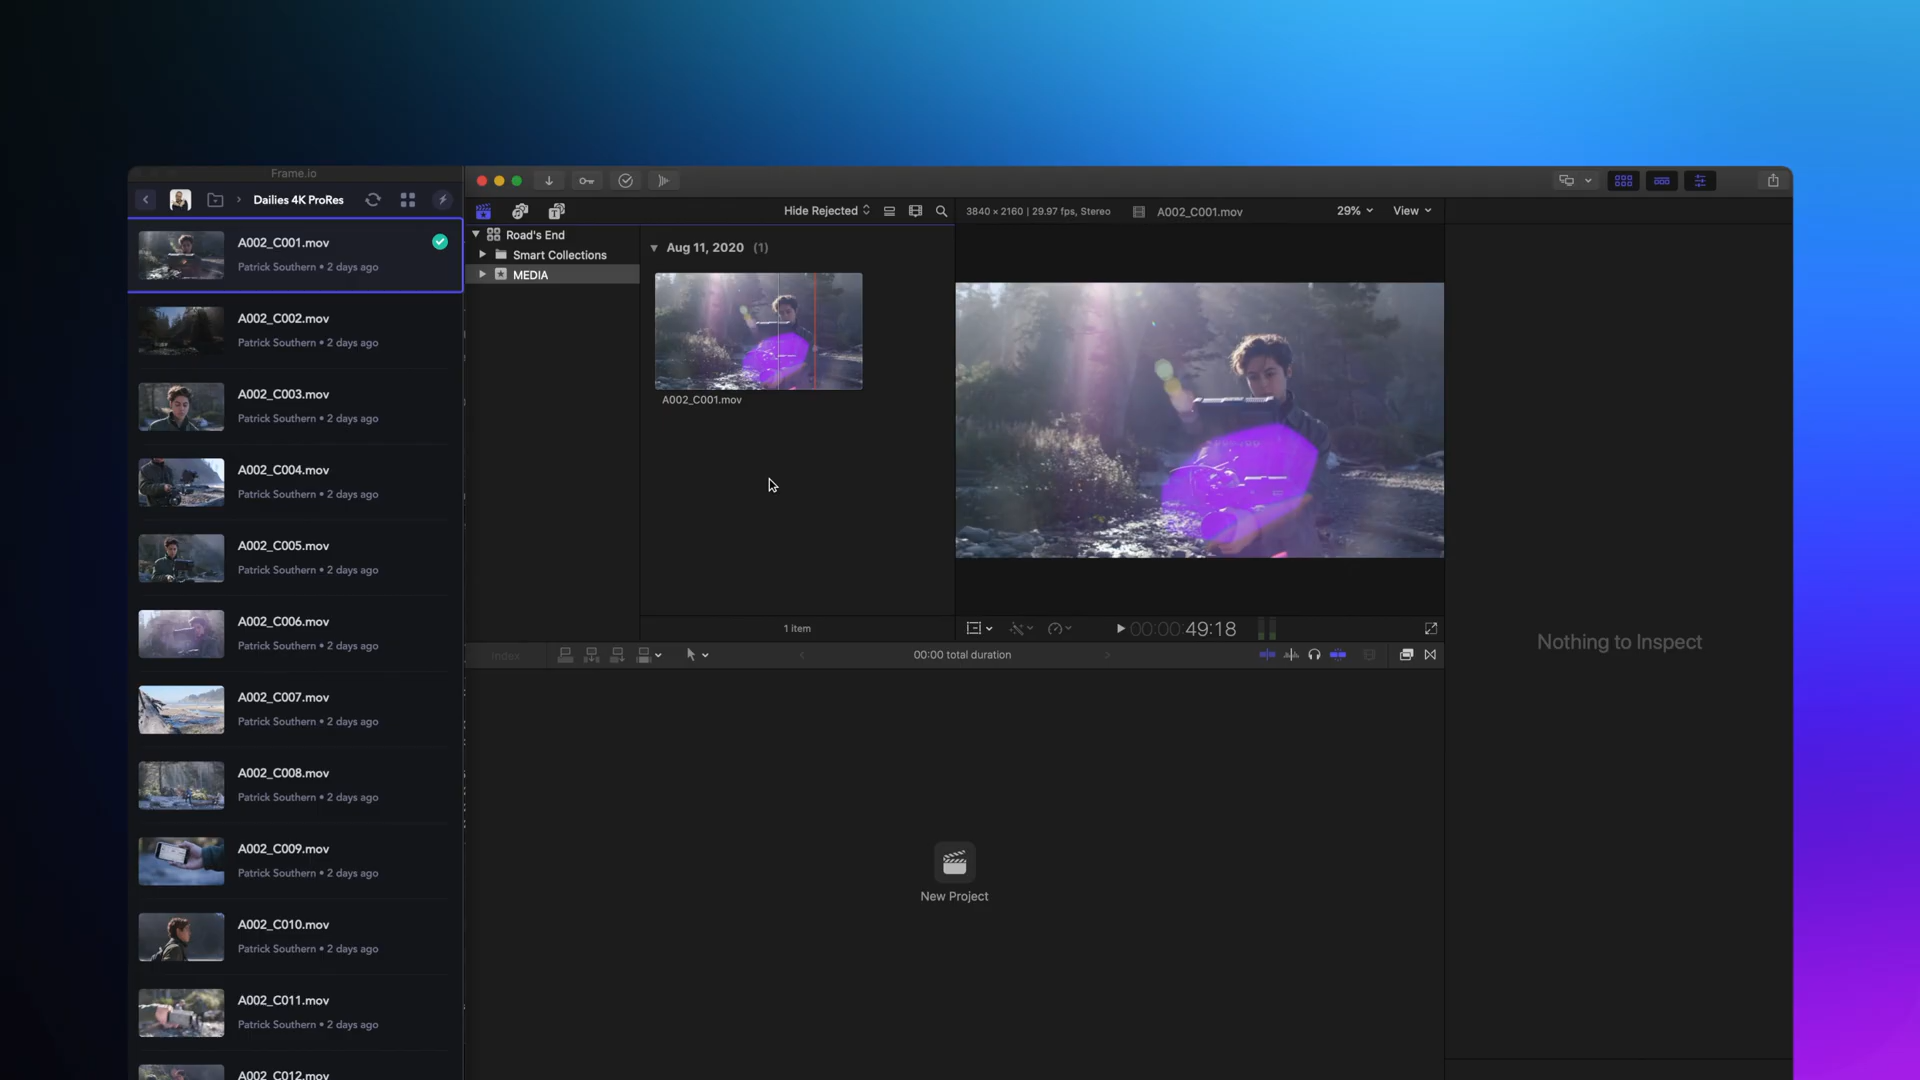 Frame.io
Dailies 4K ProRes
A002_C001.mov
Patrick Southern • 2 days ago
A002_C002.mov
Patrick Southern • 2 days ago
A002_C003.mov
Patrick Southern • 2 days ago
A002_C004.mov
Patrick Southern • 2 days ago
A002_C005.mov
Patrick Southern • 2 days ago
A002_C006.mov
Patrick Southern • 2 days ago
A002_C007.mov
Patrick Southern • 2 days ago
A002_C008.mov
Patrick Southern • 2 days ago
A002_C009.mov
Patrick Southern • 2 days ago
A002_C010.mov
Patrick Southern • 2 days ago
A002_C011.mov
Patrick Southern • 2 days ago
A002_C012.mov
Road's End
Smart Collections
MEDIA
Hide Rejected
Aug 11, 2020 (1)
A002_C001.mov
1 item
3840 × 2160 | 29.97 fps, Stereo
A002_C001.mov
29%
View
00:00:49:18
Index
00:00 total duration
New Project
Nothing to Inspect